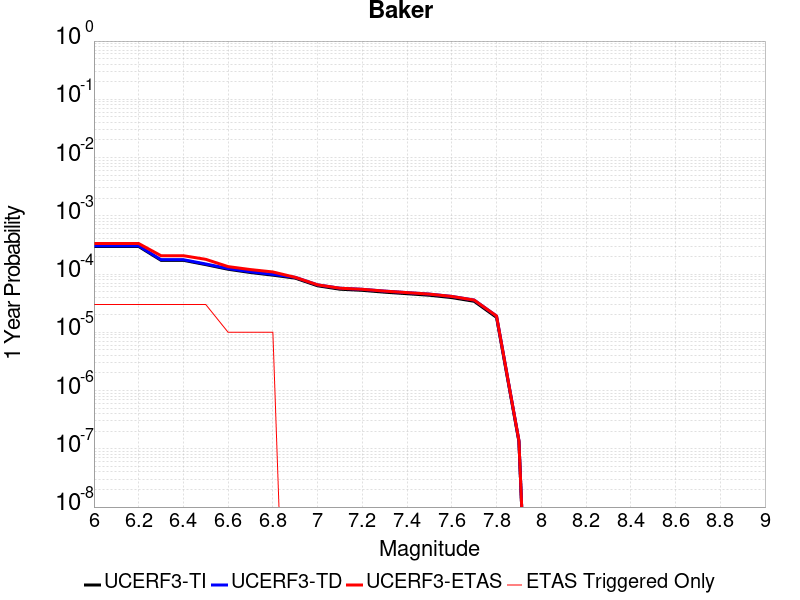 Baker
10^0
10^-1
10^-2
10^-3
10^-4
10^-5
10^-6
10^-7
10^-8
1 Year Probability
6 6.2 6.4 6.6 6.8 7 7.2 7.4 7.6 7.8 8 8.2 8.4 8.6 8.8 9
Magnitude
UCERF3-TI UCERF3-TD UCERF3-ETAS ETAS Triggered Only